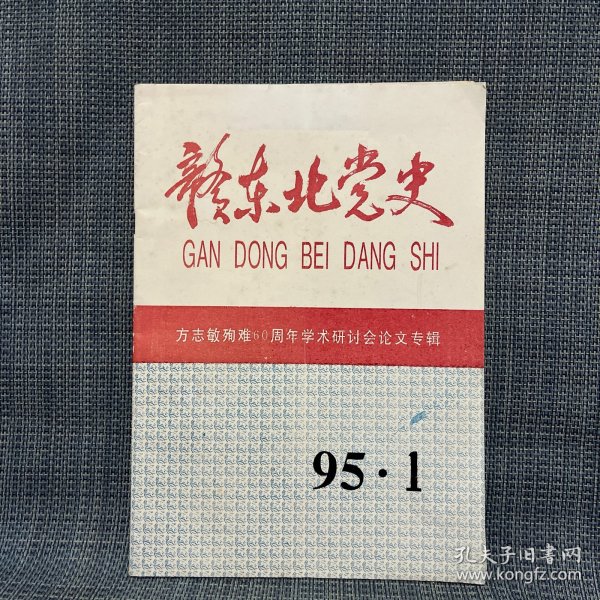 赣东北党史
GAN DONG BEI DANG SHI
方志敏殉难60周年学术研讨会论文专辑
95·1
孔夫子旧书网
www.kongfz.com